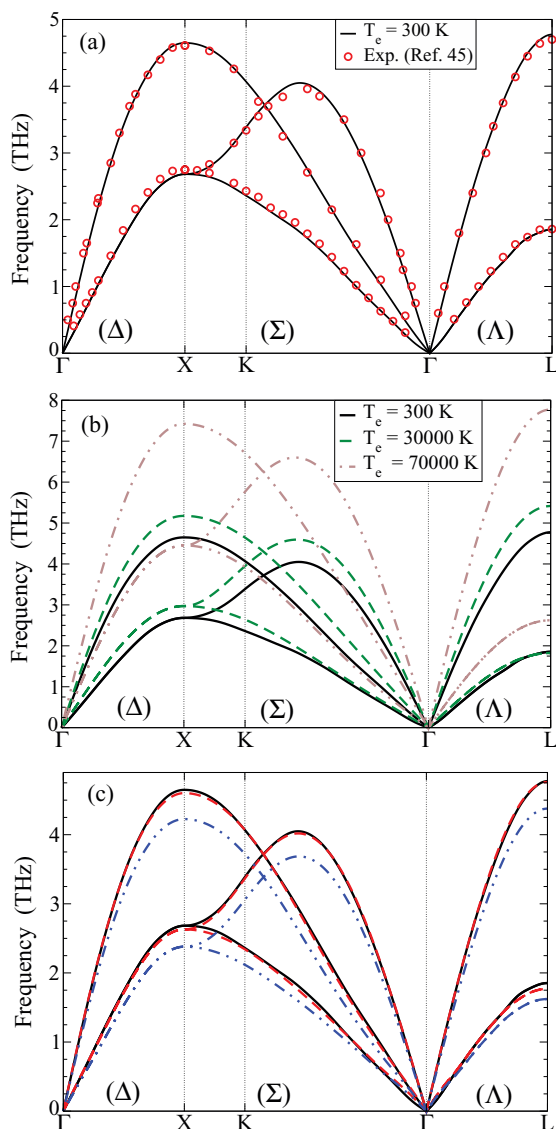 (a)
T_e = 300 K
Exp. (Ref. 45)
Frequency (THz)
5
4
3
2
1
0
(Δ)
(Σ)
(Λ)
Γ
X
K
Γ
L
(b)
T_e = 300 K
T_e = 30000 K
T_e = 70000 K
Frequency (THz)
8
7
6
5
4
3
2
1
0
(Δ)
(Σ)
(Λ)
Γ
X
K
Γ
L
(c)
Frequency (THz)
4
3
2
1
0
(Δ)
(Σ)
(Λ)
Γ
X
K
Γ
L